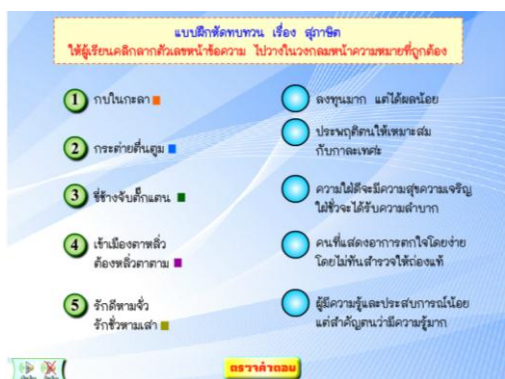 แบบฝึกหัดทบทวน เรื่อง สุภาษิต
ให้ผู้เรียนคลิกลากตัวเลขหน้าข้อความ ไปวางในวงกลมหน้าความหมายที่ถูกต้อง
1 กบในกะลา
ลงทุนมาก แต่ได้ผลน้อย
2 กระต่ายตื่นตูม
ประพฤติตนให้เหมาะสม
กับกาละเทศะ
3 ขี่ช้างจับตั๊กแตน
ความใฝ่ดีจะมีความสุขความเจริญ
ใฝ่ชั่วจะได้รับความลำบาก
4 เข้าเมืองตาหลิ่ว
ต้องหลิ่วตาตาม
คนที่แสดงอาการตกใจโดยง่าย
โดยไม่ทันสำรวจให้ถ่องแท้
5 รักดีหามจั่ว
รักชั่วหามเสา
ผู้มีความรู้และประสบการณ์น้อย
แต่สำคัญตนว่ามีความรู้มาก
ตรวจคำตอบ